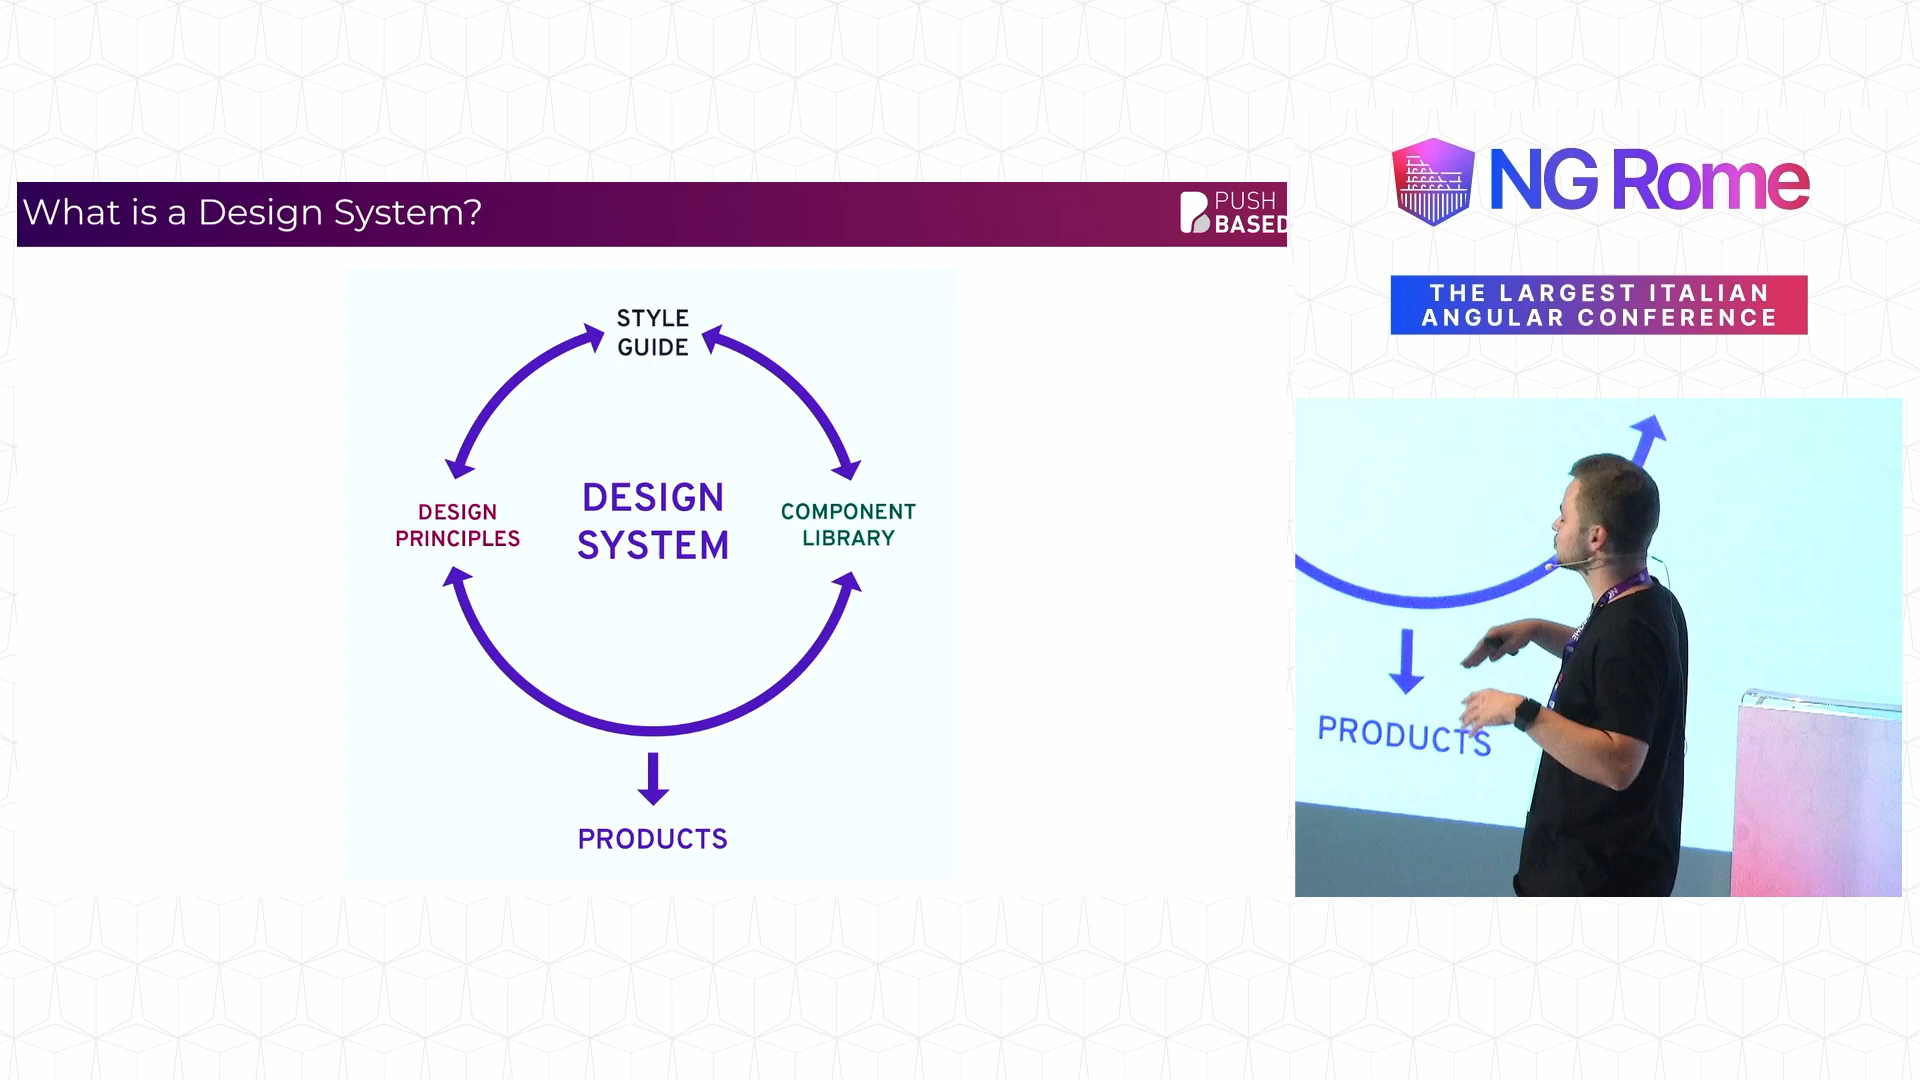 What is a Design System?
PUSH
BASED
STYLE
GUIDE
DESIGN
PRINCIPLES
DESIGN
SYSTEM
COMPONENT
LIBRARY
PRODUCTS
NG Rome
THE LARGEST ITALIAN
ANGULAR CONFERENCE
PRODUCTS